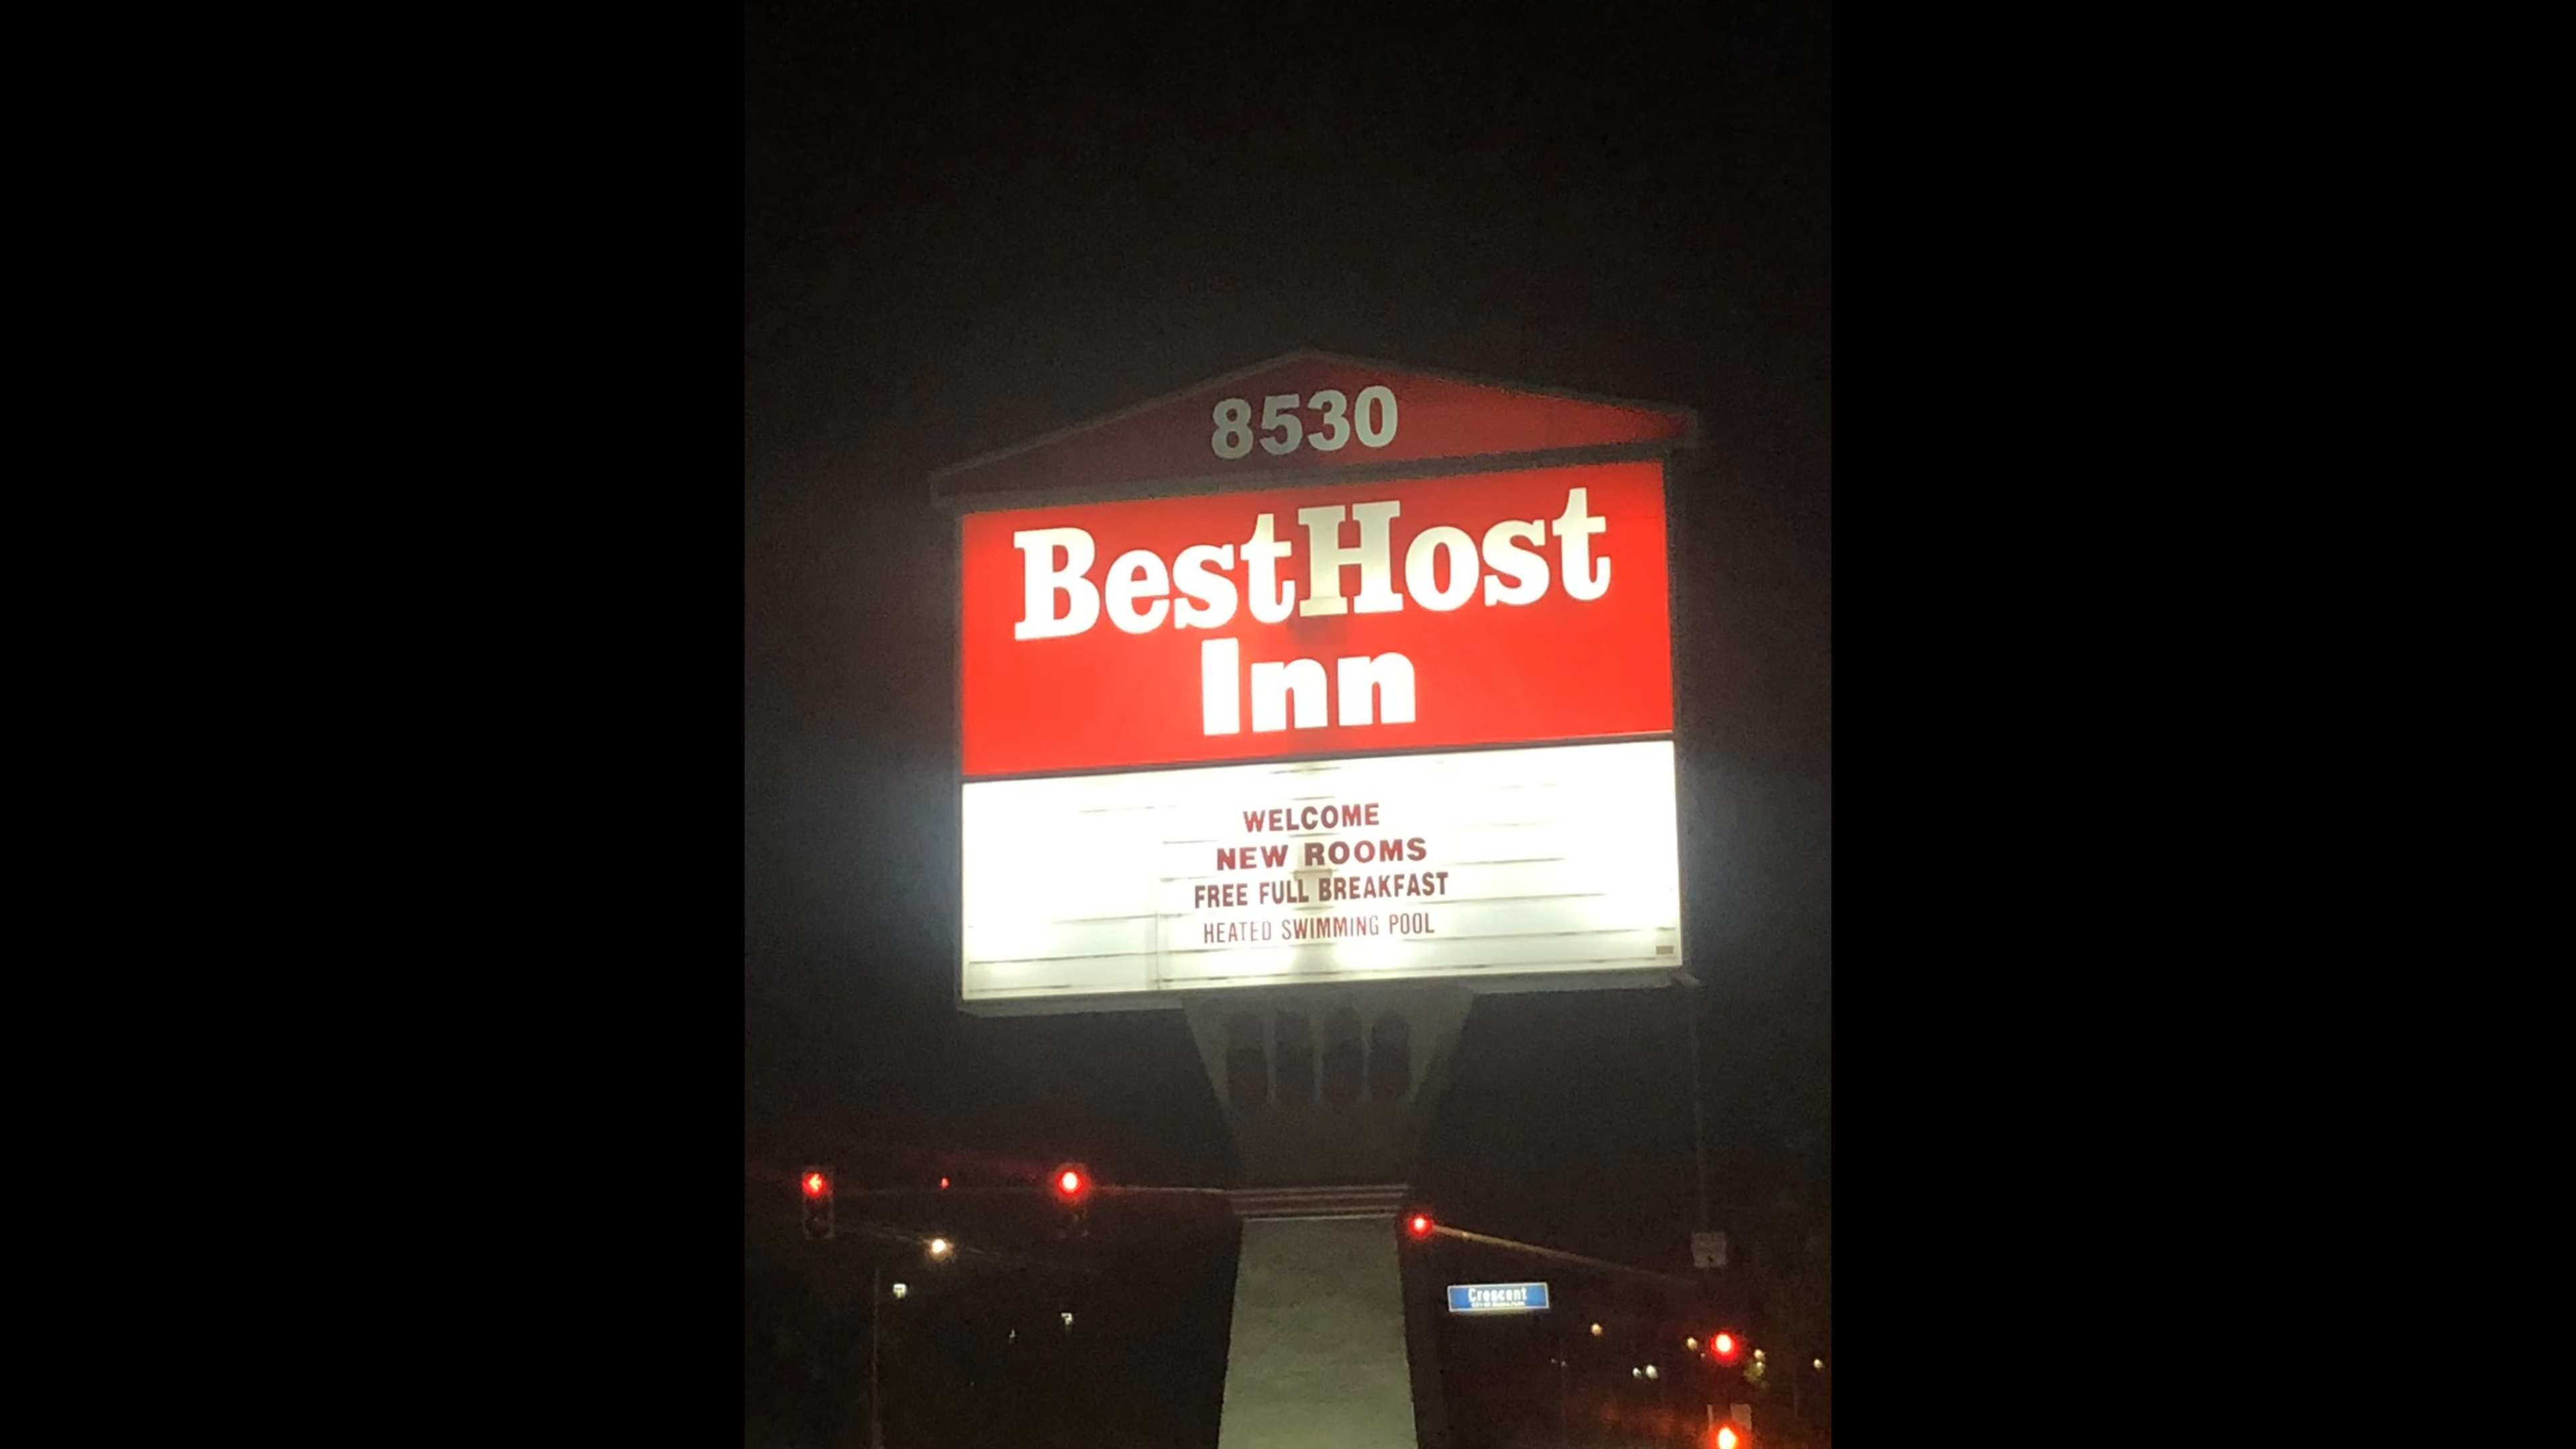 8530
BestHost
Inn
WELCOME
NEW ROOMS
FREE FULL BREAKFAST
HEATED SWIMMING POOL
Crescent